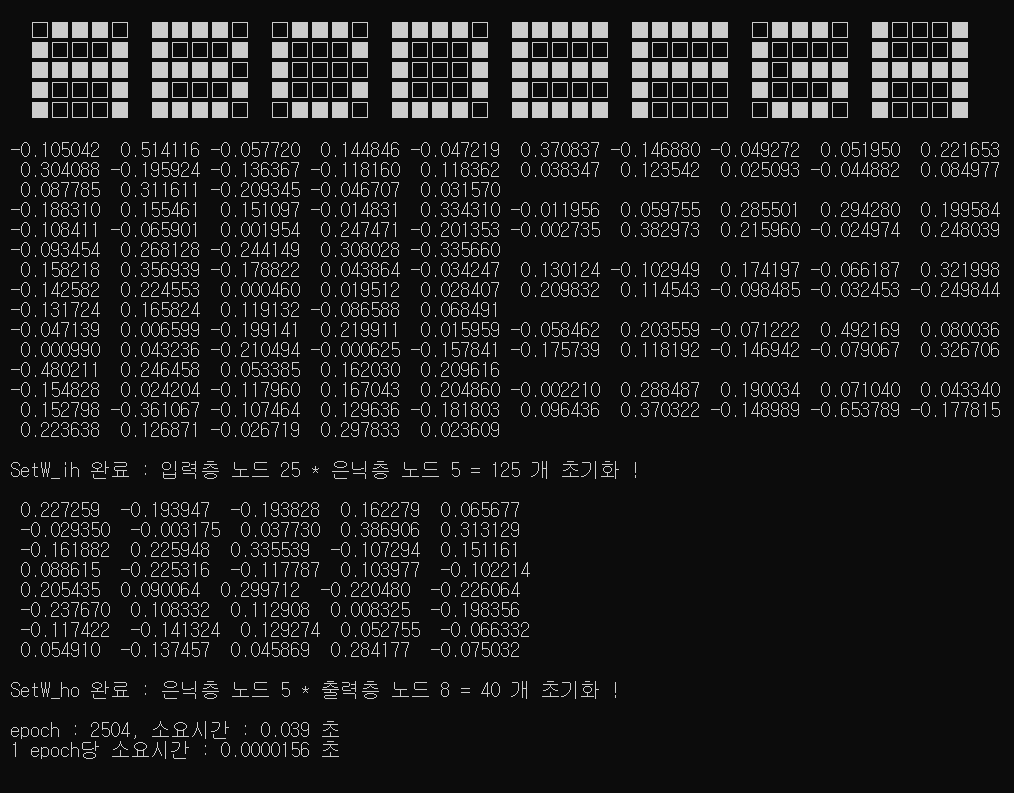 -0.105042 0.514116 -0.057720 0.144846 -0.047219 0.370837 -0.146880 -0.049272 0.051950 0.221653
0.304088 -0.195924 -0.136367 -0.118160 0.118362 0.038347 0.123542 0.025093 -0.044882 0.084977
0.087785 0.311611 -0.209345 -0.046707 0.031570
-0.188310 0.155461 0.151097 -0.014831 0.334310 -0.011956 0.059755 0.285501 0.294280 0.199584
-0.108411 -0.065901 0.001954 0.247471 -0.201353 -0.002735 0.382973 0.215960 -0.024974 0.248039
-0.093454 0.268128 -0.244149 0.308028 -0.335660
0.158218 0.356939 -0.178822 0.043864 -0.034247 0.130124 -0.102949 0.174197 -0.066187 0.321998
-0.142582 0.224553 0.000460 0.019512 0.028407 0.209832 0.114543 -0.098485 -0.032453 -0.249844
-0.131724 0.165824 0.119132 -0.086588 0.068491
-0.047139 0.006599 -0.199141 0.219911 0.015959 -0.058462 0.203559 -0.071222 0.492169 0.080036
0.000990 0.043236 -0.210494 -0.000625 -0.157841 -0.175739 0.118192 -0.146942 -0.079067 0.326706
-0.480211 0.246458 0.053385 0.162030 0.209616
-0.154828 0.024204 -0.117960 0.167043 0.204860 -0.002210 0.288487 0.190034 0.071040 0.043340
0.152798 -0.361067 -0.107464 0.129636 -0.181803 0.096436 0.370322 -0.148989 -0.653789 -0.177815
0.223638 0.126871 -0.026719 0.297833 0.023609
SetW_ih 완료 : 입력층 노드 25 * 은닉층 노드 5 = 125 개 초기화 !
0.227259 -0.193947 -0.193828 0.162279 0.065677
-0.029350 -0.003175 0.037730 0.386906 0.313129
-0.161882 0.225948 0.335539 -0.107294 0.151161
0.088615 -0.225316 -0.117787 0.103977 -0.102214
0.205435 0.090064 0.299712 -0.220480 -0.226064
-0.237670 0.108332 0.112908 0.008325 -0.198356
-0.117422 -0.141324 0.129274 0.052755 -0.066332
0.054910 -0.137457 0.045869 0.284177 -0.075032
SetW_ho 완료 : 은닉층 노드 5 * 출력층 노드 8 = 40 개 초기화 !
epoch : 2504, 소요시간 : 0.039 초
1 epoch당 소요시간 : 0.0000156 초